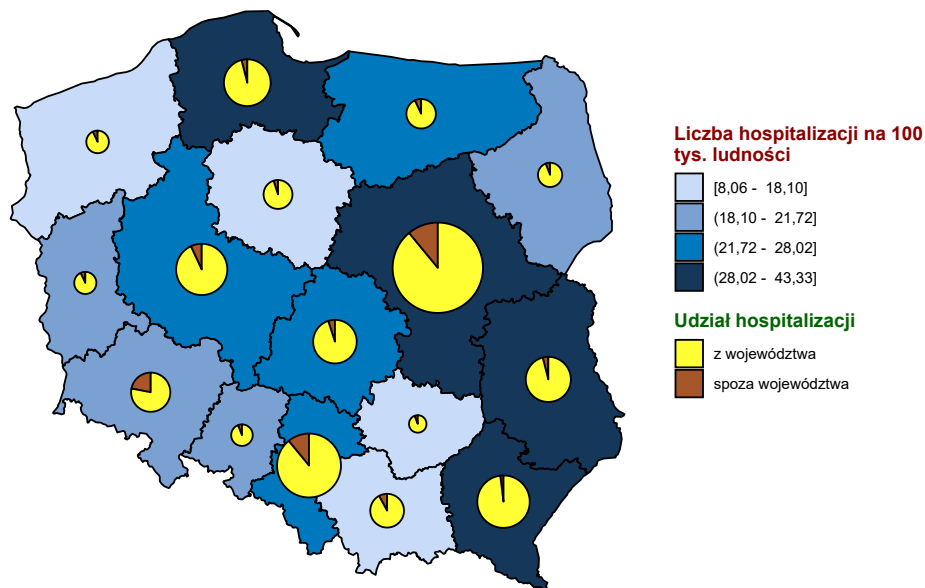 Liczba hospitalizacji na 100
tys. ludności
[8,06 - 18,10]
(18,10 - 21,72]
(21,72 - 28,02]
(28,02 - 43,33]
Udział hospitalizacji
z województwa
spoza województwa